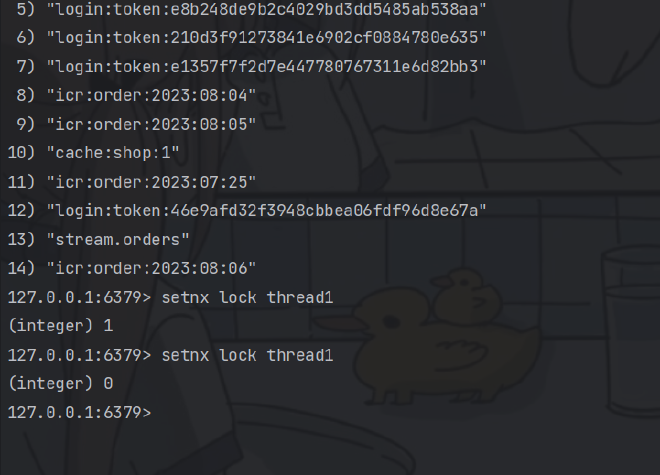 5) "login:token:e8b248de9b2c4029bd3dd5485ab538aa"
6) "login:token:210d3f91273841e6902cf0884780e635"
7) "login:token:e1357f7f2d7e447780767311e6d82bb3"
8) "icr:order:2023:08:04"
9) "icr:order:2023:08:05"
10) "cache:shop:1"
11) "icr:order:2023:07:25"
12) "login:token:46e9afd32f3948cbbea06fdf96d8e67a"
13) "stream.orders"
14) "icr:order:2023:08:06"
127.0.0.1:6379> setnx lock thread1
(integer) 1
127.0.0.1:6379> setnx lock thread1
(integer) 0
127.0.0.1:6379>